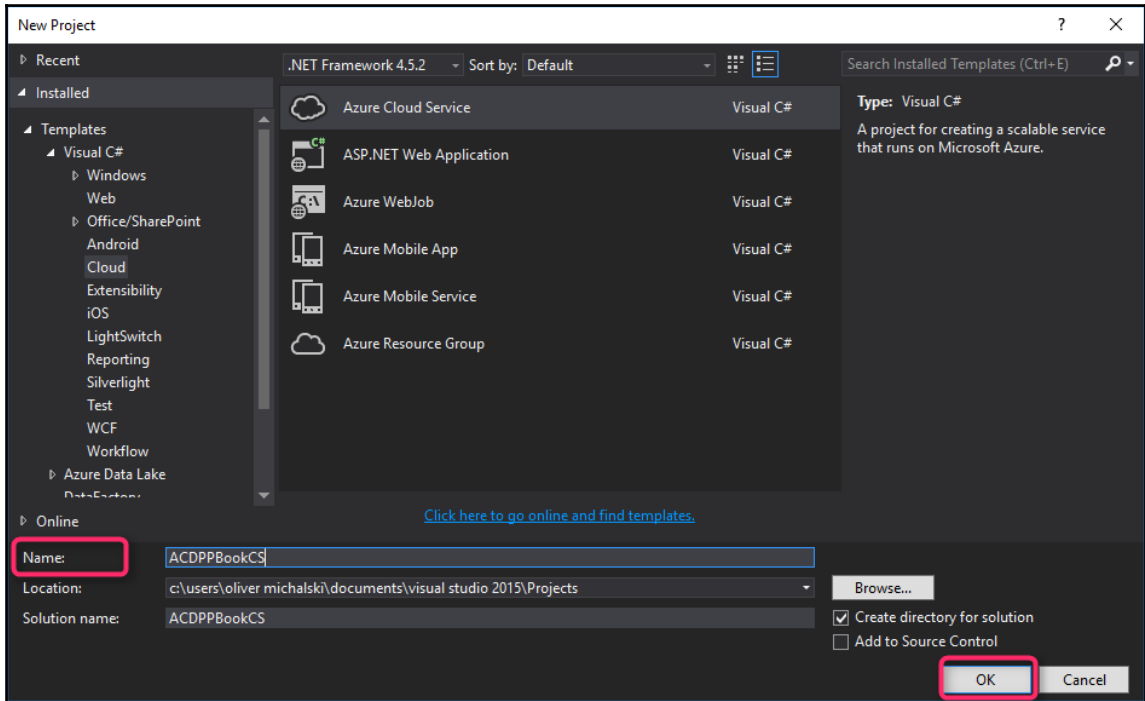 New Project
?
Recent
.NET Framework 4.5.2
Sort by: Default
Search Installed Templates (Ctrl+E)
Installed
Templates
Visual C#
Windows
Web
Office/SharePoint
Android
Cloud
Extensibility
iOS
LightSwitch
Reporting
Silverlight
Test
WCF
Workflow
Azure Data Lake
DataFactory
Online
Azure Cloud Service Visual C#
C#
ASP.NET Web Application Visual C#
C:\
Azure WebJob Visual C#
Azure Mobile App Visual C#
Azure Mobile Service Visual C#
Azure Resource Group Visual C#
Click here to go online and find templates.
Type: Visual C#
A project for creating a scalable service
that runs on Microsoft Azure.
Name: ACDPPBookCS
Location: c:\users\oliver michalski\documents\visual studio 2015\Projects
Browse...
Solution name: ACDPPBookCS
Create directory for solution
Add to Source Control
OK
Cancel